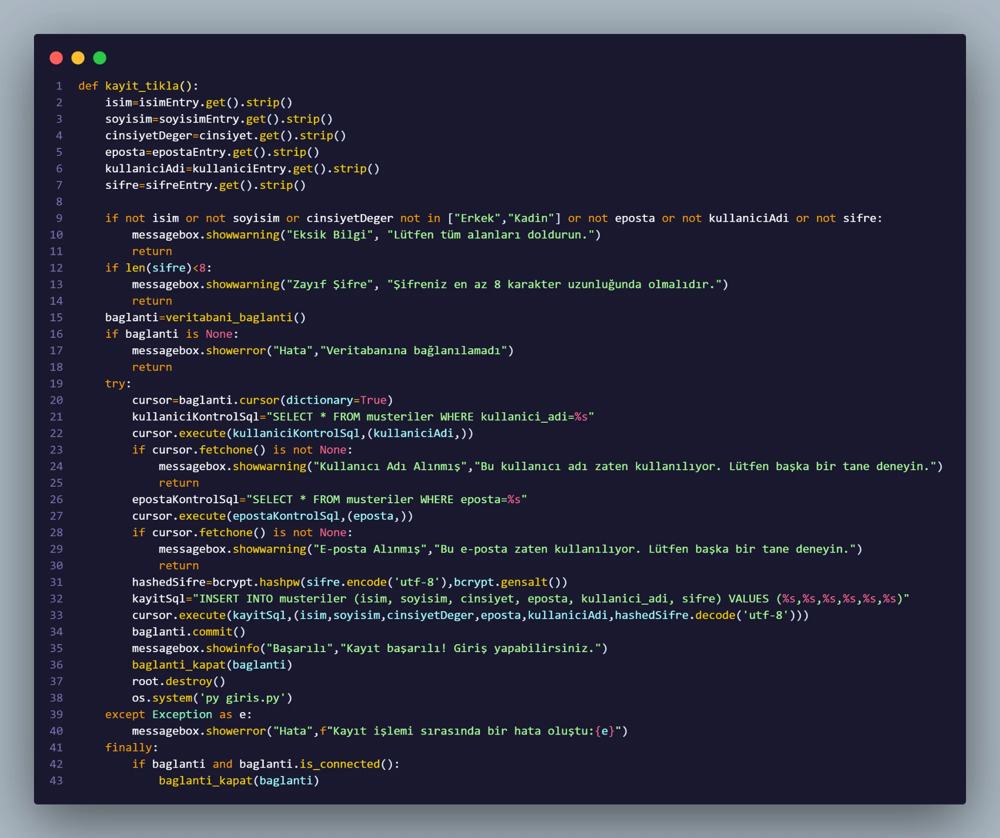 1 def kayit_tikla():
2     isim=isimEntry.get().strip()
3     soyisim=soyisimEntry.get().strip()
4     cinsiyetDeger=cinsiyet.get().strip()
5     eposta=epostaEntry.get().strip()
6     kullaniciAdi=kullaniciEntry.get().strip()
7     sifre=sifreEntry.get().strip()
8
9     if not isim or not soyisim or cinsiyetDeger not in ["Erkek","Kadin"] or not eposta or not kullaniciAdi or not sifre:
10         messagebox.showwarning("Eksik Bilgi", "Lütfen tüm alanları doldurun.")
11         return
12     if len(sifre)<8:
13         messagebox.showwarning("Zayıf Şifre", "Şifreniz en az 8 karakter uzunluğunda olmalıdır.")
14         return
15     baglanti=veritabani_baglanti()
16     if baglanti is None:
17         messagebox.showerror("Hata","Veritabanına bağlanılamadı")
18         return
19     try:
20         cursor=baglanti.cursor(dictionary=True)
21         kullaniciKontrolSql="SELECT * FROM musteriler WHERE kullanici_adi=%s"
22         cursor.execute(kullaniciKontrolSql,(kullaniciAdi,))
23         if cursor.fetchone() is not None:
24             messagebox.showwarning("Kullanıcı Adı Alınmış","Bu kullanıcı adı zaten kullanılıyor. Lütfen başka bir tane deneyin.")
25             return
26         epostaKontrolSql="SELECT * FROM musteriler WHERE eposta=%s"
27         cursor.execute(epostaKontrolSql,(eposta,))
28         if cursor.fetchone() is not None:
29             messagebox.showwarning("E-posta Alınmış","Bu e-posta zaten kullanılıyor. Lütfen başka bir tane deneyin.")
30             return
31         hashedSifre=bcrypt.hashpw(sifre.encode('utf-8'),bcrypt.gensalt())
32         kayitSql="INSERT INTO musteriler (isim, soyisim, cinsiyet, eposta, kullanici_adi, sifre) VALUES (%s,%s,%s,%s,%s,%s)"
33         cursor.execute(kayitSql,(isim,soyisim,cinsiyetDeger,eposta,kullaniciAdi,hashedSifre.decode('utf-8')))
34         baglanti.commit()
35         messagebox.showinfo("Başarılı","Kayıt başarılı! Giriş yapabilirsiniz.")
36         baglanti_kapat(baglanti)
37         root.destroy()
38         os.system('py giris.py')
39     except Exception as e:
40         messagebox.showerror("Hata",f"Kayıt işlemi sırasında bir hata oluştu:{e}")
41     finally:
42         if baglanti and baglanti.is_connected():
43             baglanti_kapat(baglanti)